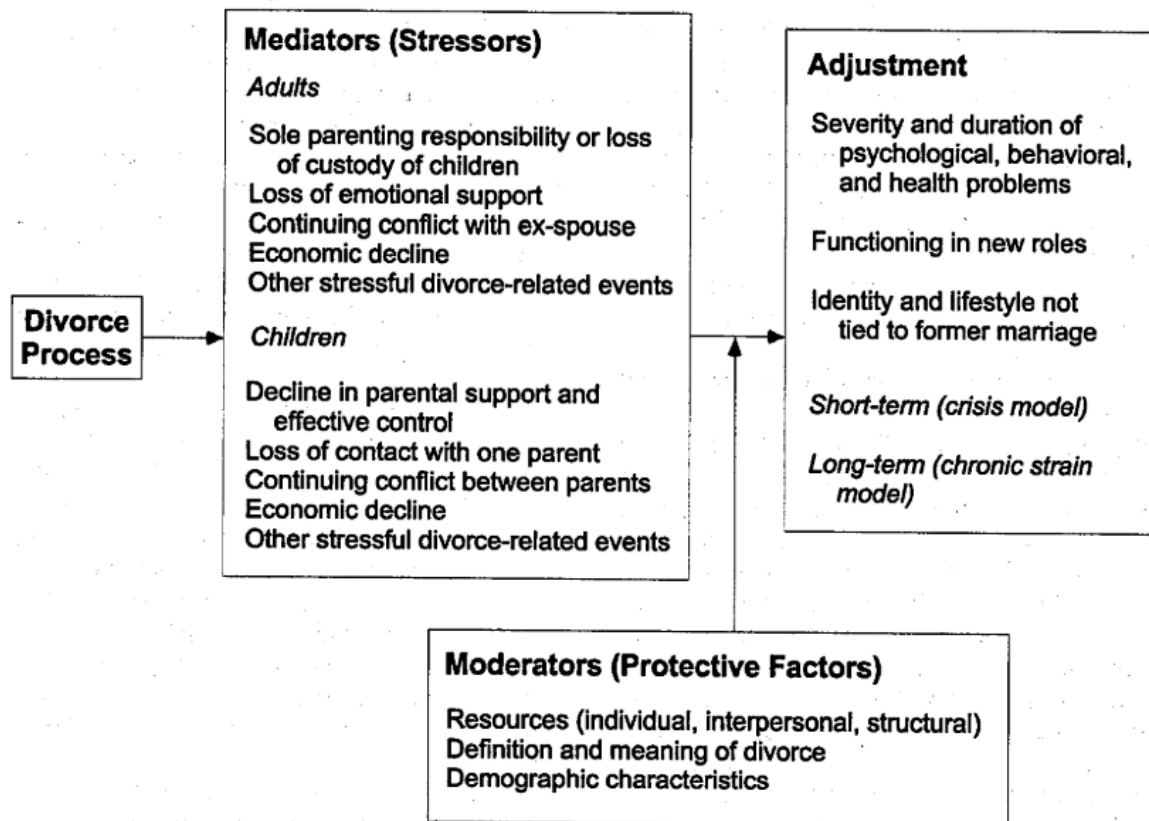 Mediators (Stressors)
Adults
Sole parenting responsibility or loss
of custody of children
Loss of emotional support
Continuing conflict with ex-spouse
Economic decline
Other stressful divorce-related events
Children
Decline in parental support and
effective control
Loss of contact with one parent
Continuing conflict between parents
Economic decline
Other stressful divorce-related events
Divorce
Process
Adjustment
Severity and duration of
psychological, behavioral,
and health problems
Functioning in new roles
Identity and lifestyle not
tied to former marriage
Short-term (crisis model)
Long-term (chronic strain
model)
Moderators (Protective Factors)
Resources (individual, interpersonal, structural)
Definition and meaning of divorce
Demographic characteristics